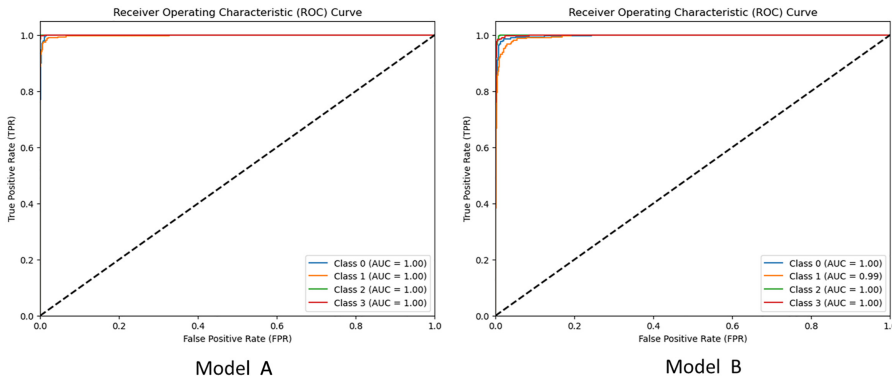 Receiver Operating Characteristic (ROC) Curve
True Positive Rate (TPR)
1.0
0.8
0.6
0.4
0.2
0.0
Class 0 (AUC = 1.00)
Class 1 (AUC = 1.00)
Class 2 (AUC = 1.00)
Class 3 (AUC = 1.00)
0.0 0.2 0.4 0.6 0.8 1.0
False Positive Rate (FPR)
Model A
Receiver Operating Characteristic (ROC) Curve
True Positive Rate (TPR)
1.0
0.8
0.6
0.4
0.2
0.0
Class 0 (AUC = 1.00)
Class 1 (AUC = 0.99)
Class 2 (AUC = 1.00)
Class 3 (AUC = 1.00)
0.0 0.2 0.4 0.6 0.8
False Positive Rate (FPR)
Model B